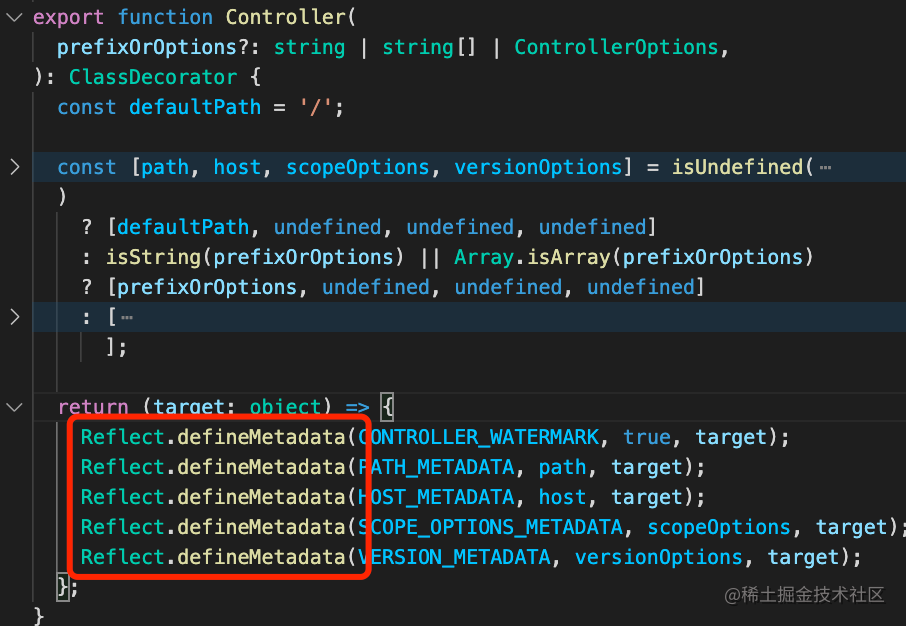 export function Controller(
prefixOrOptions?: string | string[] | ControllerOptions,
): ClassDecorator {
const defaultPath = '/';
const [path, host, scopeOptions, versionOptions] = isUndefined(⋯
)
? [defaultPath, undefined, undefined, undefined]
: isString(prefixOrOptions) || Array.isArray(prefixOrOptions)
? [prefixOrOptions, undefined, undefined, undefined]
: [⋯
];
return (target: object) => {
Reflect.defineMetadata(CONTROLLER_WATERMARK, true, target);
Reflect.defineMetadata(PATH_METADATA, path, target);
Reflect.defineMetadata(HOST_METADATA, host, target);
Reflect.defineMetadata(SCOPE_OPTIONS_METADATA, scopeOptions, target);
Reflect.defineMetadata(VERSION_METADATA, versionOptions, target);
};
}
@稀土掘金技术社区